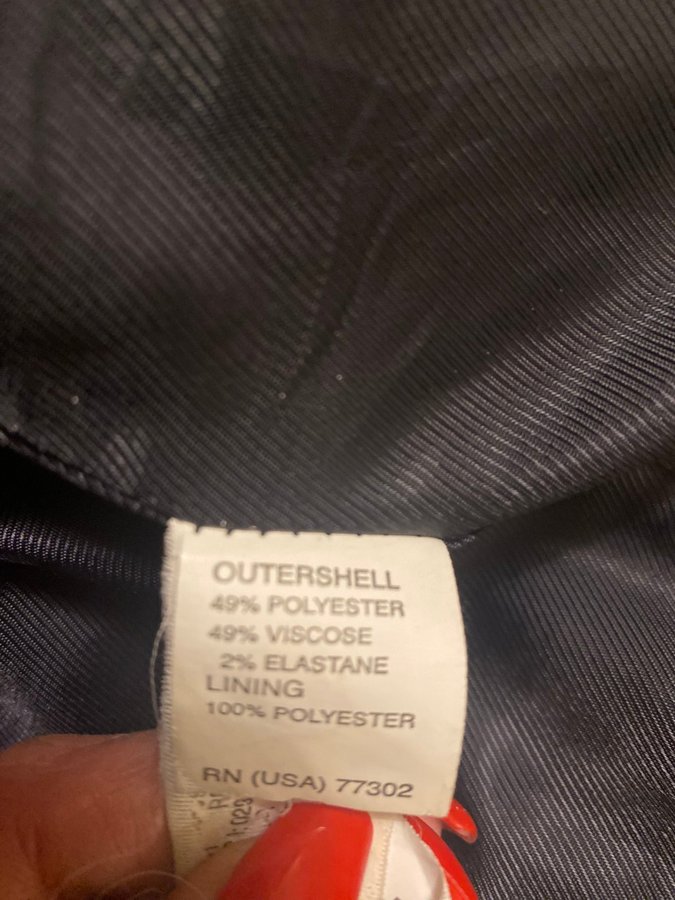 OUTERSHELL
49% POLYESTER
49% VISCOSE
2% ELASTANE
LINING
100% POLYESTER
RN (USA) 77302